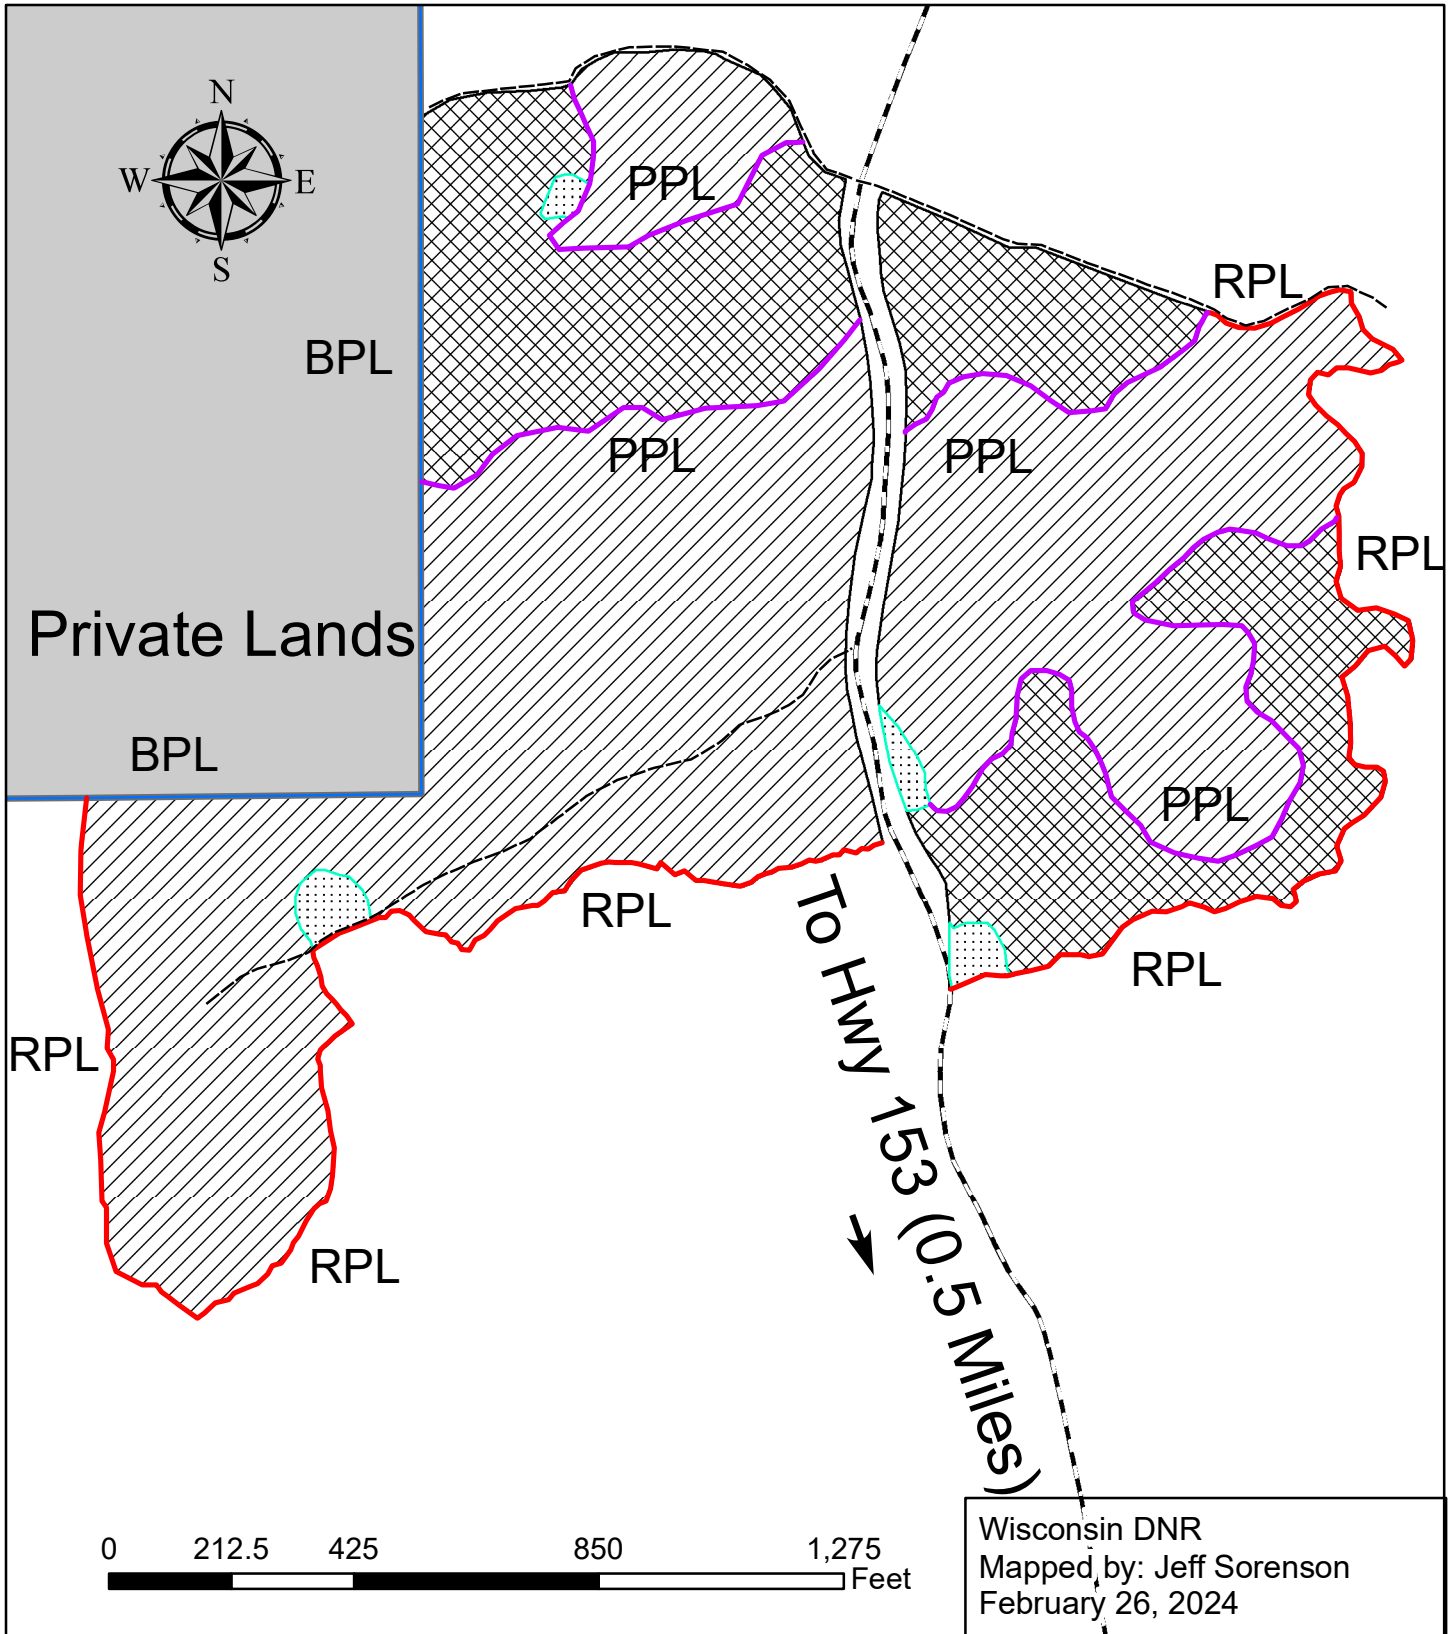 N
W
E
S
PPL
RPL
BPL
PPL
PPL
RPL
Private Lands
BPL
PPL
RPL
RPL
To Hwy 153 (0.5 Miles)
RPL
RPL
0 212.5 425 850 1,275
Feet
Wisconsin DNR
Mapped by: Jeff Sorenson
February 26, 2024